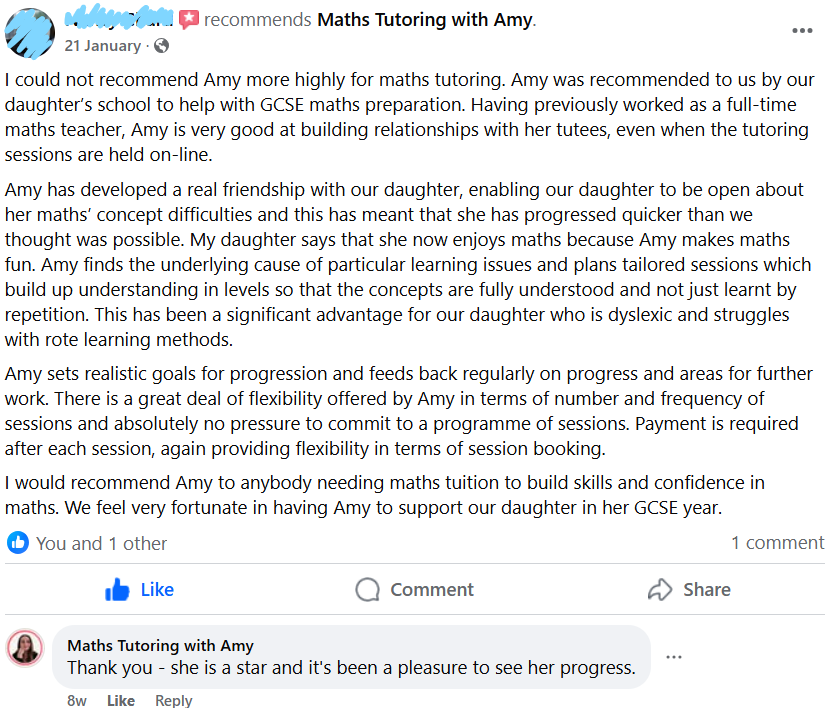 recommends Maths Tutoring with Amy.
21 January ·
I could not recommend Amy more highly for maths tutoring. Amy was recommended to us by our
daughter's school to help with GCSE maths preparation. Having previously worked as a full-time
maths teacher, Amy is very good at building relationships with her tutees, even when the tutoring
sessions are held on-line.
Amy has developed a real friendship with our daughter, enabling our daughter to be open about
her maths' concept difficulties and this has meant that she has progressed quicker than we
thought was possible. My daughter says that she now enjoys maths because Amy makes maths
fun. Amy finds the underlying cause of particular learning issues and plans tailored sessions which
build up understanding in levels so that the concepts are fully understood and not just learnt by
repetition. This has been a significant advantage for our daughter who is dyslexic and struggles
with rote learning methods.
Amy sets realistic goals for progression and feeds back regularly on progress and areas for further
work. There is a great deal of flexibility offered by Amy in terms of number and frequency of
sessions and absolutely no pressure to commit to a programme of sessions. Payment is required
after each session, again providing flexibility in terms of session booking.
I would recommend Amy to anybody needing maths tuition to build skills and confidence in
maths. We feel very fortunate in having Amy to support our daughter in her GCSE year.
You and 1 other 1 comment
Like Comment Share
Maths Tutoring with Amy
Thank you - she is a star and it's been a pleasure to see her progress.
8w Like Reply